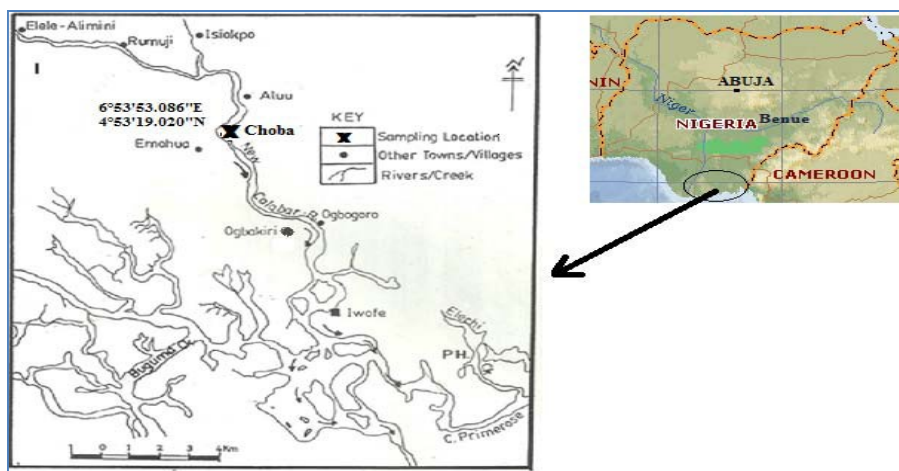 Elele-Alimini
Rumuji
Isiokpo
I
Aluu
6°53'53.086"E
4°53'19.020"N
Choba
Emohua
KEY
X Sampling Location
Other Towns/Villages
Rivers/Creek
New
Calabar R.
Ogbogoro
Ogbakiri
Iwofe
Elechi
Cr.
P.H.
Buguma Cr.
C. Primerose
1 0 1 2 3 4Km
NIN
ABUJA
Niger
Benue
NIGERIA
CAMEROON